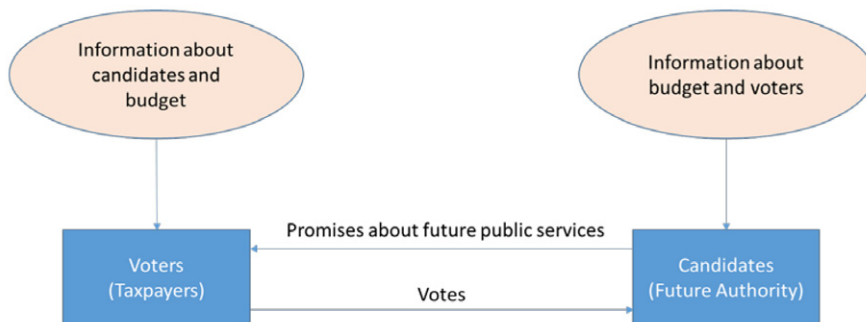 Information about
candidates and
budget
Information about
budget and voters
Promises about future public services
Voters
(Taxpayers)
Candidates
(Future Authority)
Votes